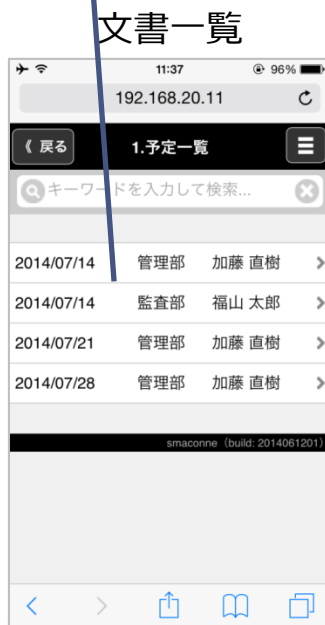 文書一覧
11:37 96%
192.168.20.11
《 戻る 1.予定一覧
キーワードを入力して検索...
2014/07/14 管理部 加藤 直樹
2014/07/14 監査部 福山 太郎
2014/07/21 管理部 加藤 直樹
2014/07/28 管理部 加藤 直樹
smaconne（build: 2014061201)